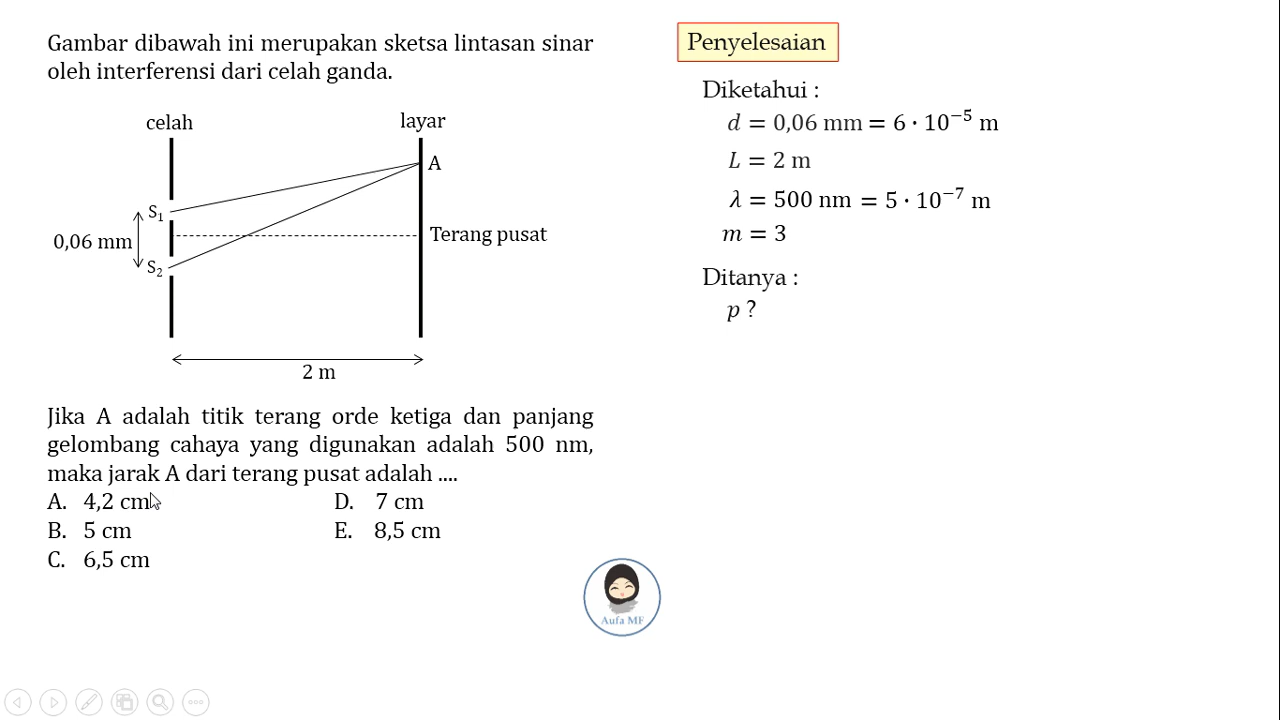 Gambar dibawah ini merupakan sketsa lintasan sinar
oleh interferensi dari celah ganda.
celah
layar
A
S₁
0,06 mm
Terang pusat
S₂
2 m
Jika A adalah titik terang orde ketiga dan panjang
gelombang cahaya yang digunakan adalah 500 nm,
maka jarak A dari terang pusat adalah ....
A. 4,2 cm
D. 7 cm
B. 5 cm
E. 8,5 cm
C. 6,5 cm
Penyelesaian
Diketahui :
d = 0,06 mm = 6 · 10⁻⁵ m
L = 2 m
λ = 500 nm = 5 · 10⁻⁷ m
m = 3
Ditanya :
p ?
Aufa MF